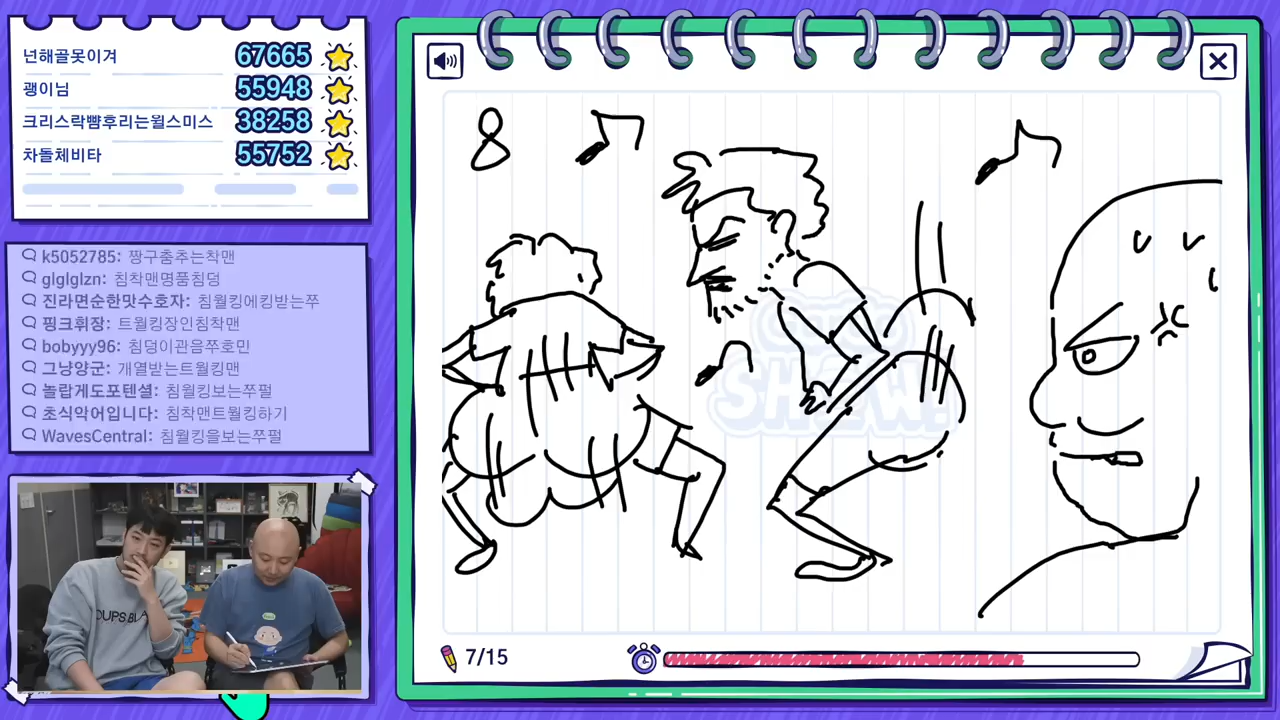 넌해골못이겨 67665
괭이님 55948
크리스락뺨후리는윌스미스 38258
차돌체비타 55752
k5052785: 짱구춤추는착맨
glglglzn: 침착맨명품침덩
진라면순한맛수호자: 침월킹에킹받는쭈
핑크휘장: 트월킹장인침착맨
bobyyy96: 침덩이관음쭈호민
그냥양군: 개열받는트월킹맨
놀랍게도포텐셜: 침월킹보는쭈펄
초식악어입니다: 침착맨트월킹하기
WavesCentral: 침월킹을보는쭈펄
8
SHOW!
7/15